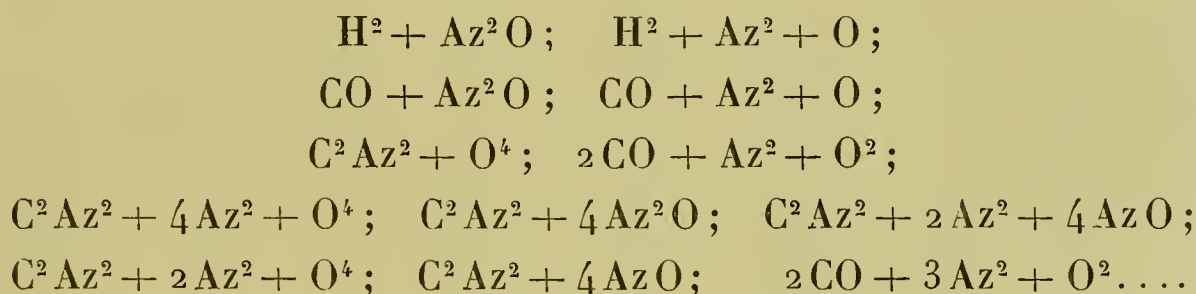 H² + Az²O ; H² + Az² + O ;
CO + Az²O ; CO + Az² + O ;
C²Az² + O⁴ ; 2CO + Az² + O² ;
C²Az² + 4Az² + O⁴ ; C²Az² + 4Az²O ; C²Az² + 2Az² + 4AzO ;
C²Az² + 2Az² + O⁴ ; C²Az² + 4AzO ; 2CO + 3Az² + O² ....